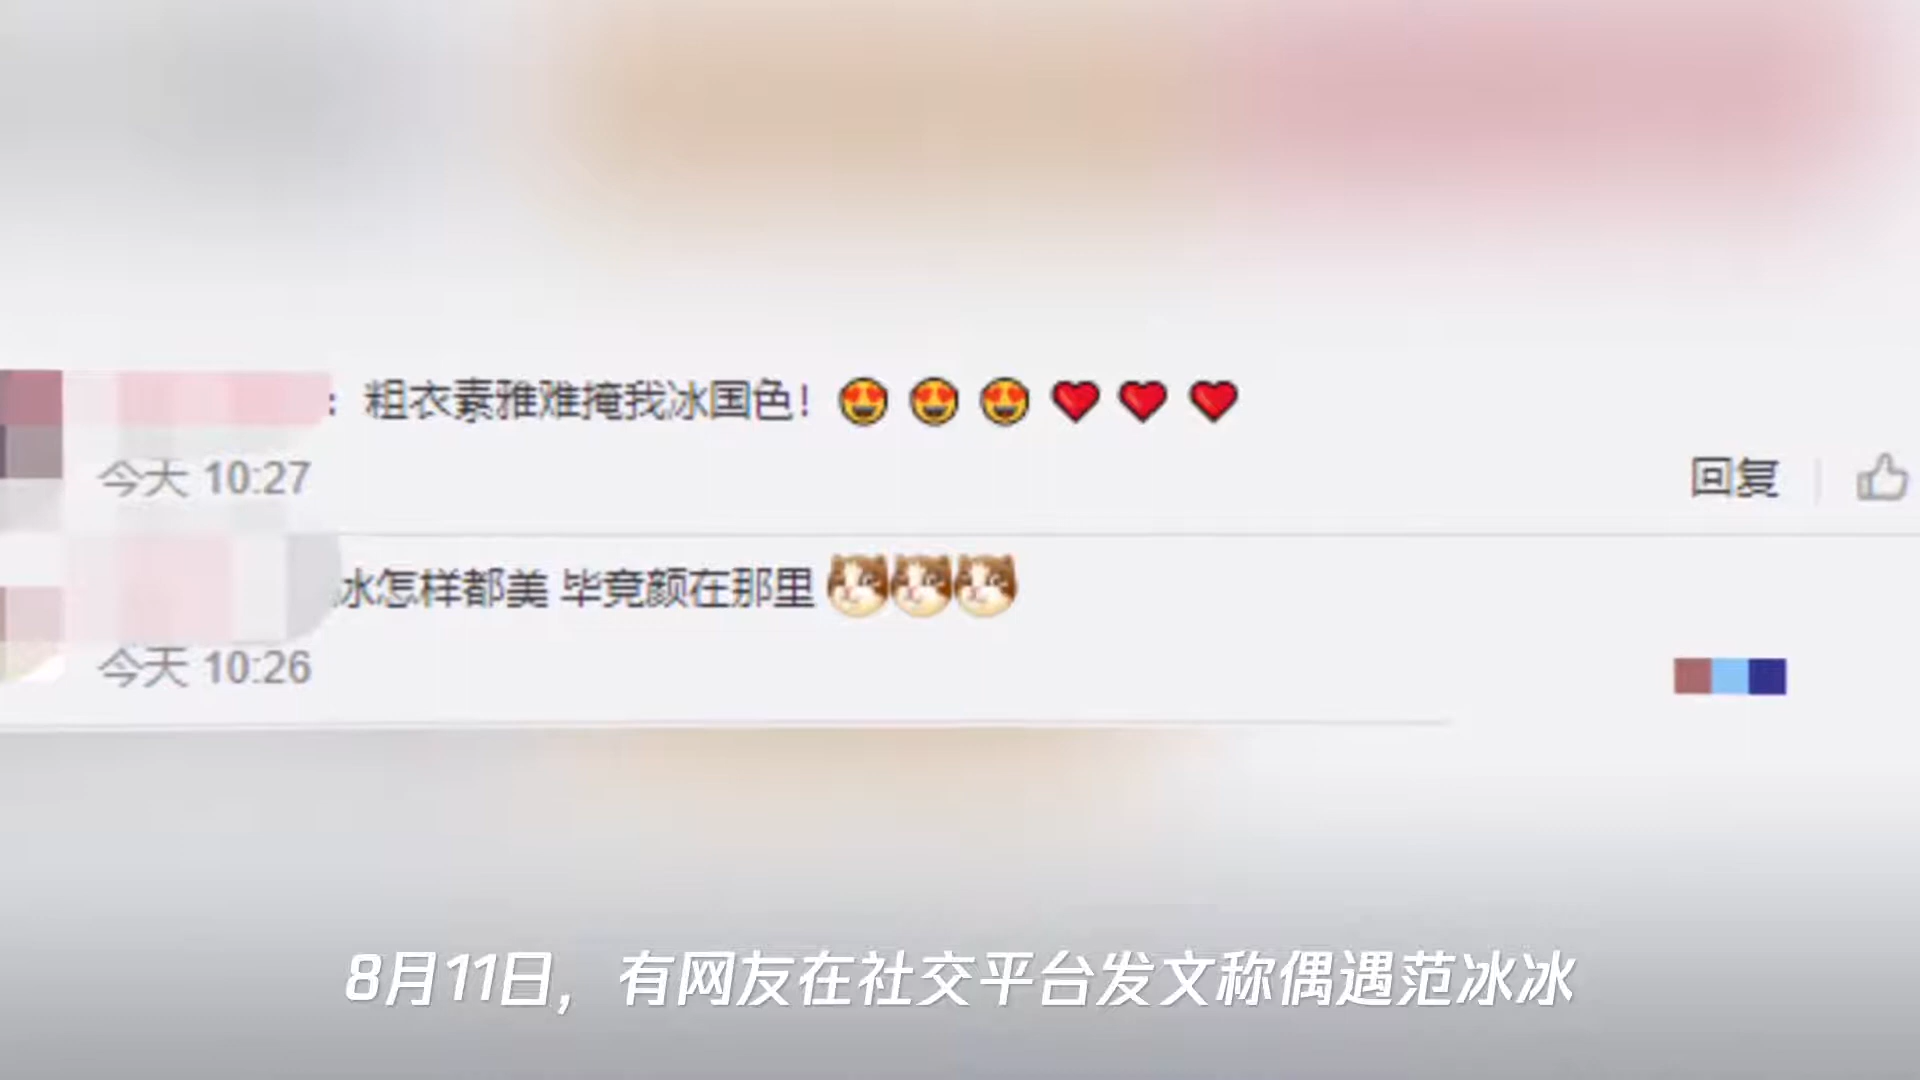 ：粗衣素雅难掩我冰国色！😍😍😍❤❤❤
今天 10:27
回复
冰怎样都美 毕竟颜在那里
今天 10:26
8月11日，有网友在社交平台发文称偶遇范冰冰